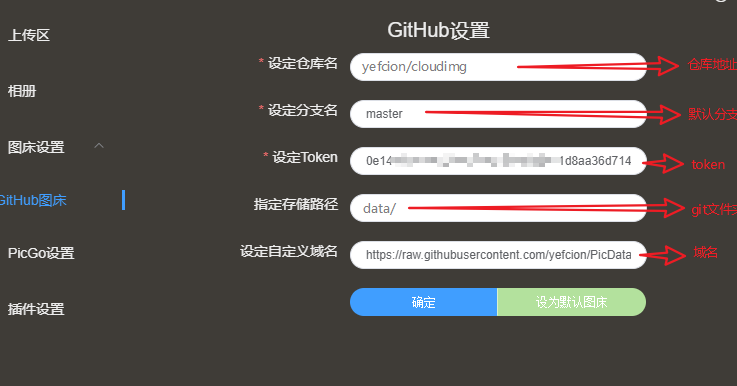 GitHub设置
上传区
* 设定仓库名 yefcion/cloudimg 仓库地址
相册
* 设定分支名 master 默认分支
图床设置
* 设定Token 0e14 1d8aa36d714 token
GitHub图床
指定存储路径 data/ git文件夹
PicGo设置
设定自定义域名 https://raw.githubusercontent.com/yefcion/PicData 域名
插件设置
确定 设为默认图床